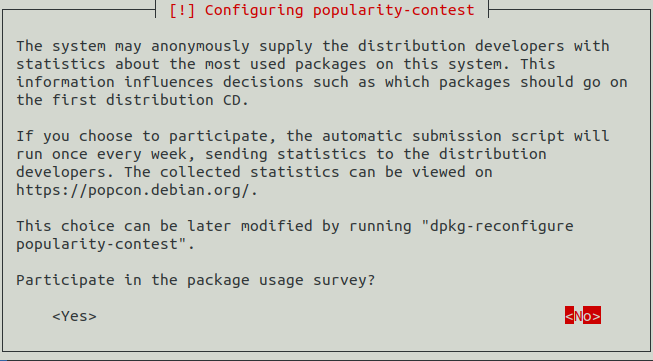 [!] Configuring popularity-contest
The system may anonymously supply the distribution developers with
statistics about the most used packages on this system. This
information influences decisions such as which packages should go on
the first distribution CD.
If you choose to participate, the automatic submission script will
run once every week, sending statistics to the distribution
developers. The collected statistics can be viewed on
https://popcon.debian.org/.
This choice can be later modified by running "dpkg-reconfigure
popularity-contest".
Participate in the package usage survey?
<Yes> <No>